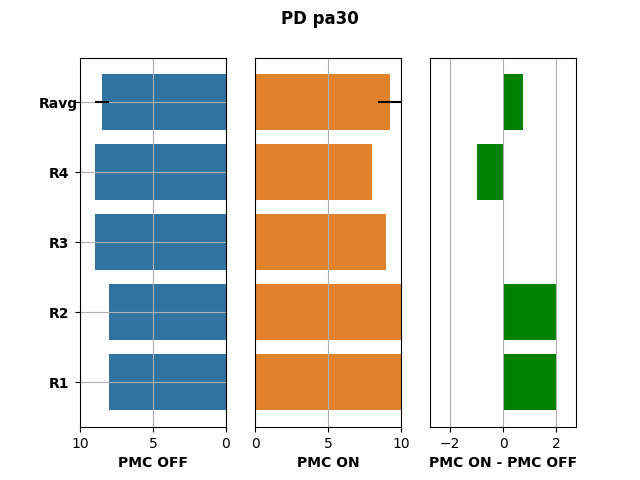 PD pa30
Ravg
R4
R3
R2
R1
10 5 0
0 5 10
−2 0 2
PMC OFF
PMC ON
PMC ON - PMC OFF